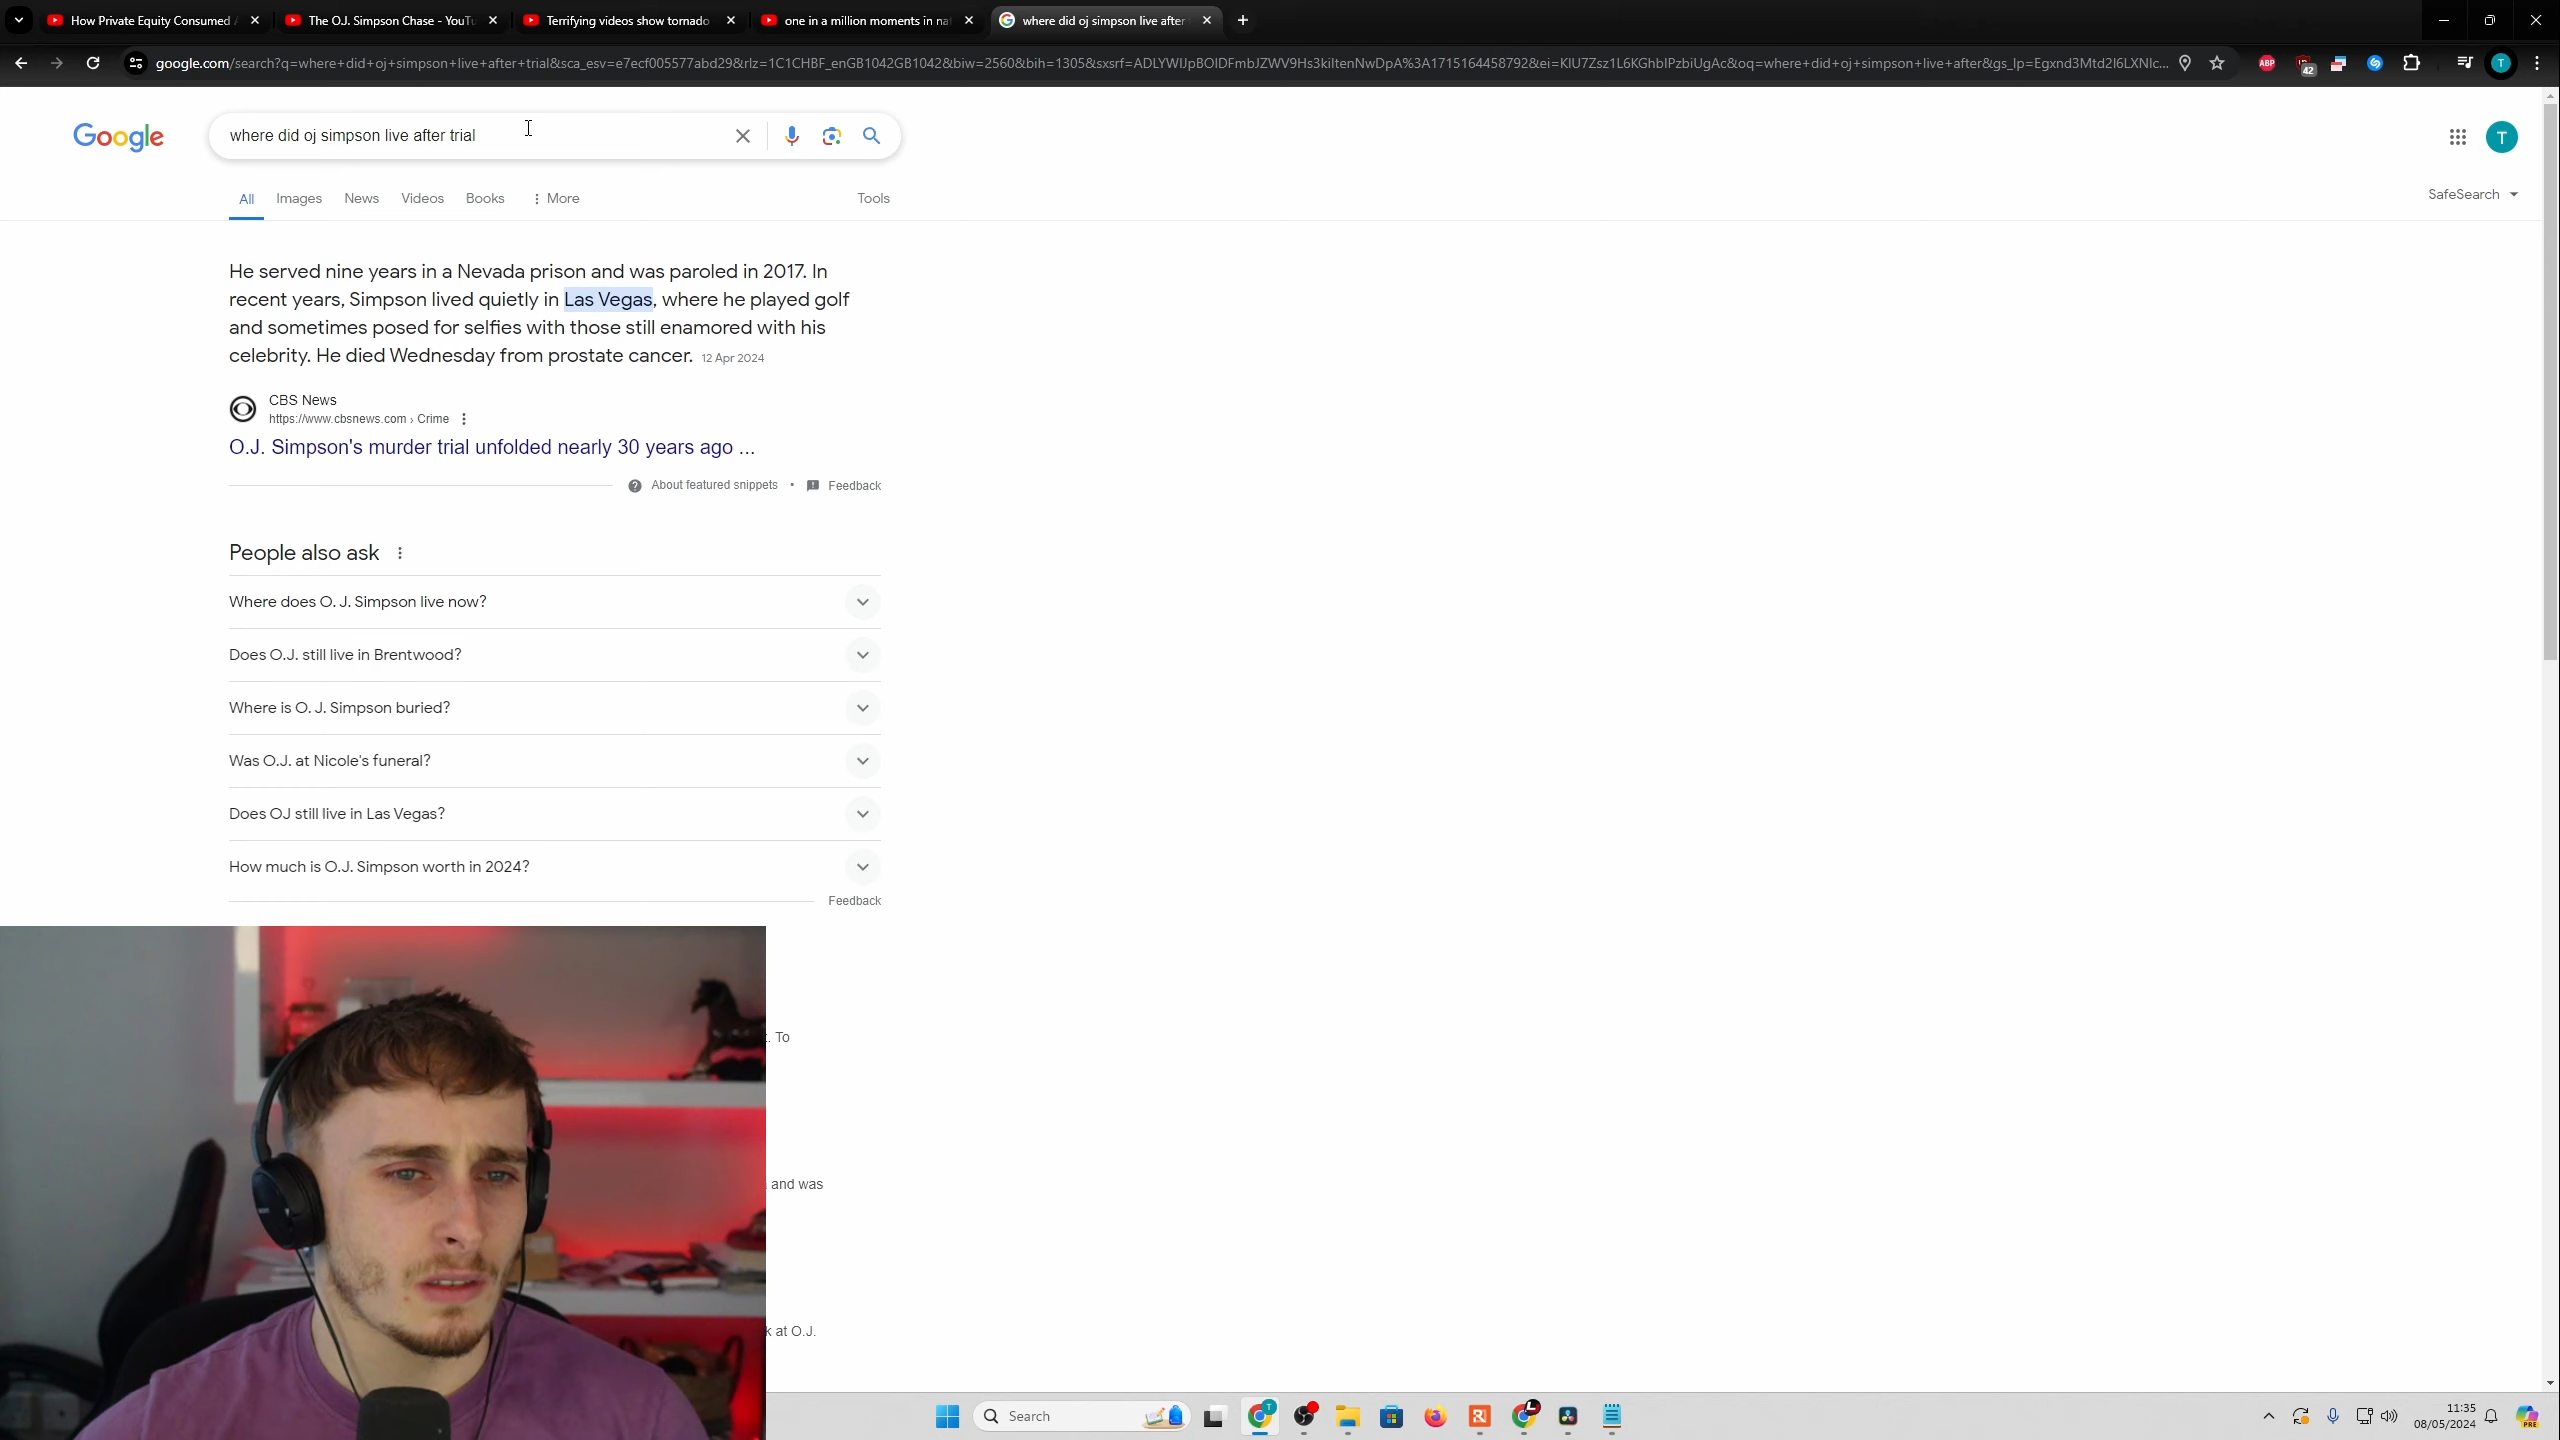 How Private Equity Consumed
The O.J. Simpson Chase - YouTu
Terrifying videos show tornado
one in a million moments in na
where did oj simpson live after
google.com/search?q=where+did+oj+simpson+live+after+trial&sca_esv=e7ecf005577abd29&rlz=1C1CHBF_enGB1042GB1042&biw=2560&bih=1305&sxsrf=ADLYWIJpBOIDFmbJZWV9Hs3kiltenNwDpA%3A1715164458792&ei=KlU7Zsz1L6KGhbIPzbiUgAc&oq=where+did+oj+simpson+live+after&gs_lp=Egxnd3Mtd2l6LXNlc...
ABP
42
T
Google
where did oj simpson live after trial
T
All Images News Videos Books More Tools
SafeSearch
He served nine years in a Nevada prison and was paroled in 2017. In
recent years, Simpson lived quietly in Las Vegas, where he played golf
and sometimes posed for selfies with those still enamored with his
celebrity. He died Wednesday from prostate cancer. 12 Apr 2024
CBS News
https://www.cbsnews.com › Crime
O.J. Simpson's murder trial unfolded nearly 30 years ago ...
About featured snippets • Feedback
People also ask
Where does O. J. Simpson live now?
Does O.J. still live in Brentwood?
Where is O. J. Simpson buried?
Was O.J. at Nicole's funeral?
Does OJ still live in Las Vegas?
How much is O.J. Simpson worth in 2024?
Feedback
. To
and was
k at O.J.
Search
11:35
08/05/2024
PRE